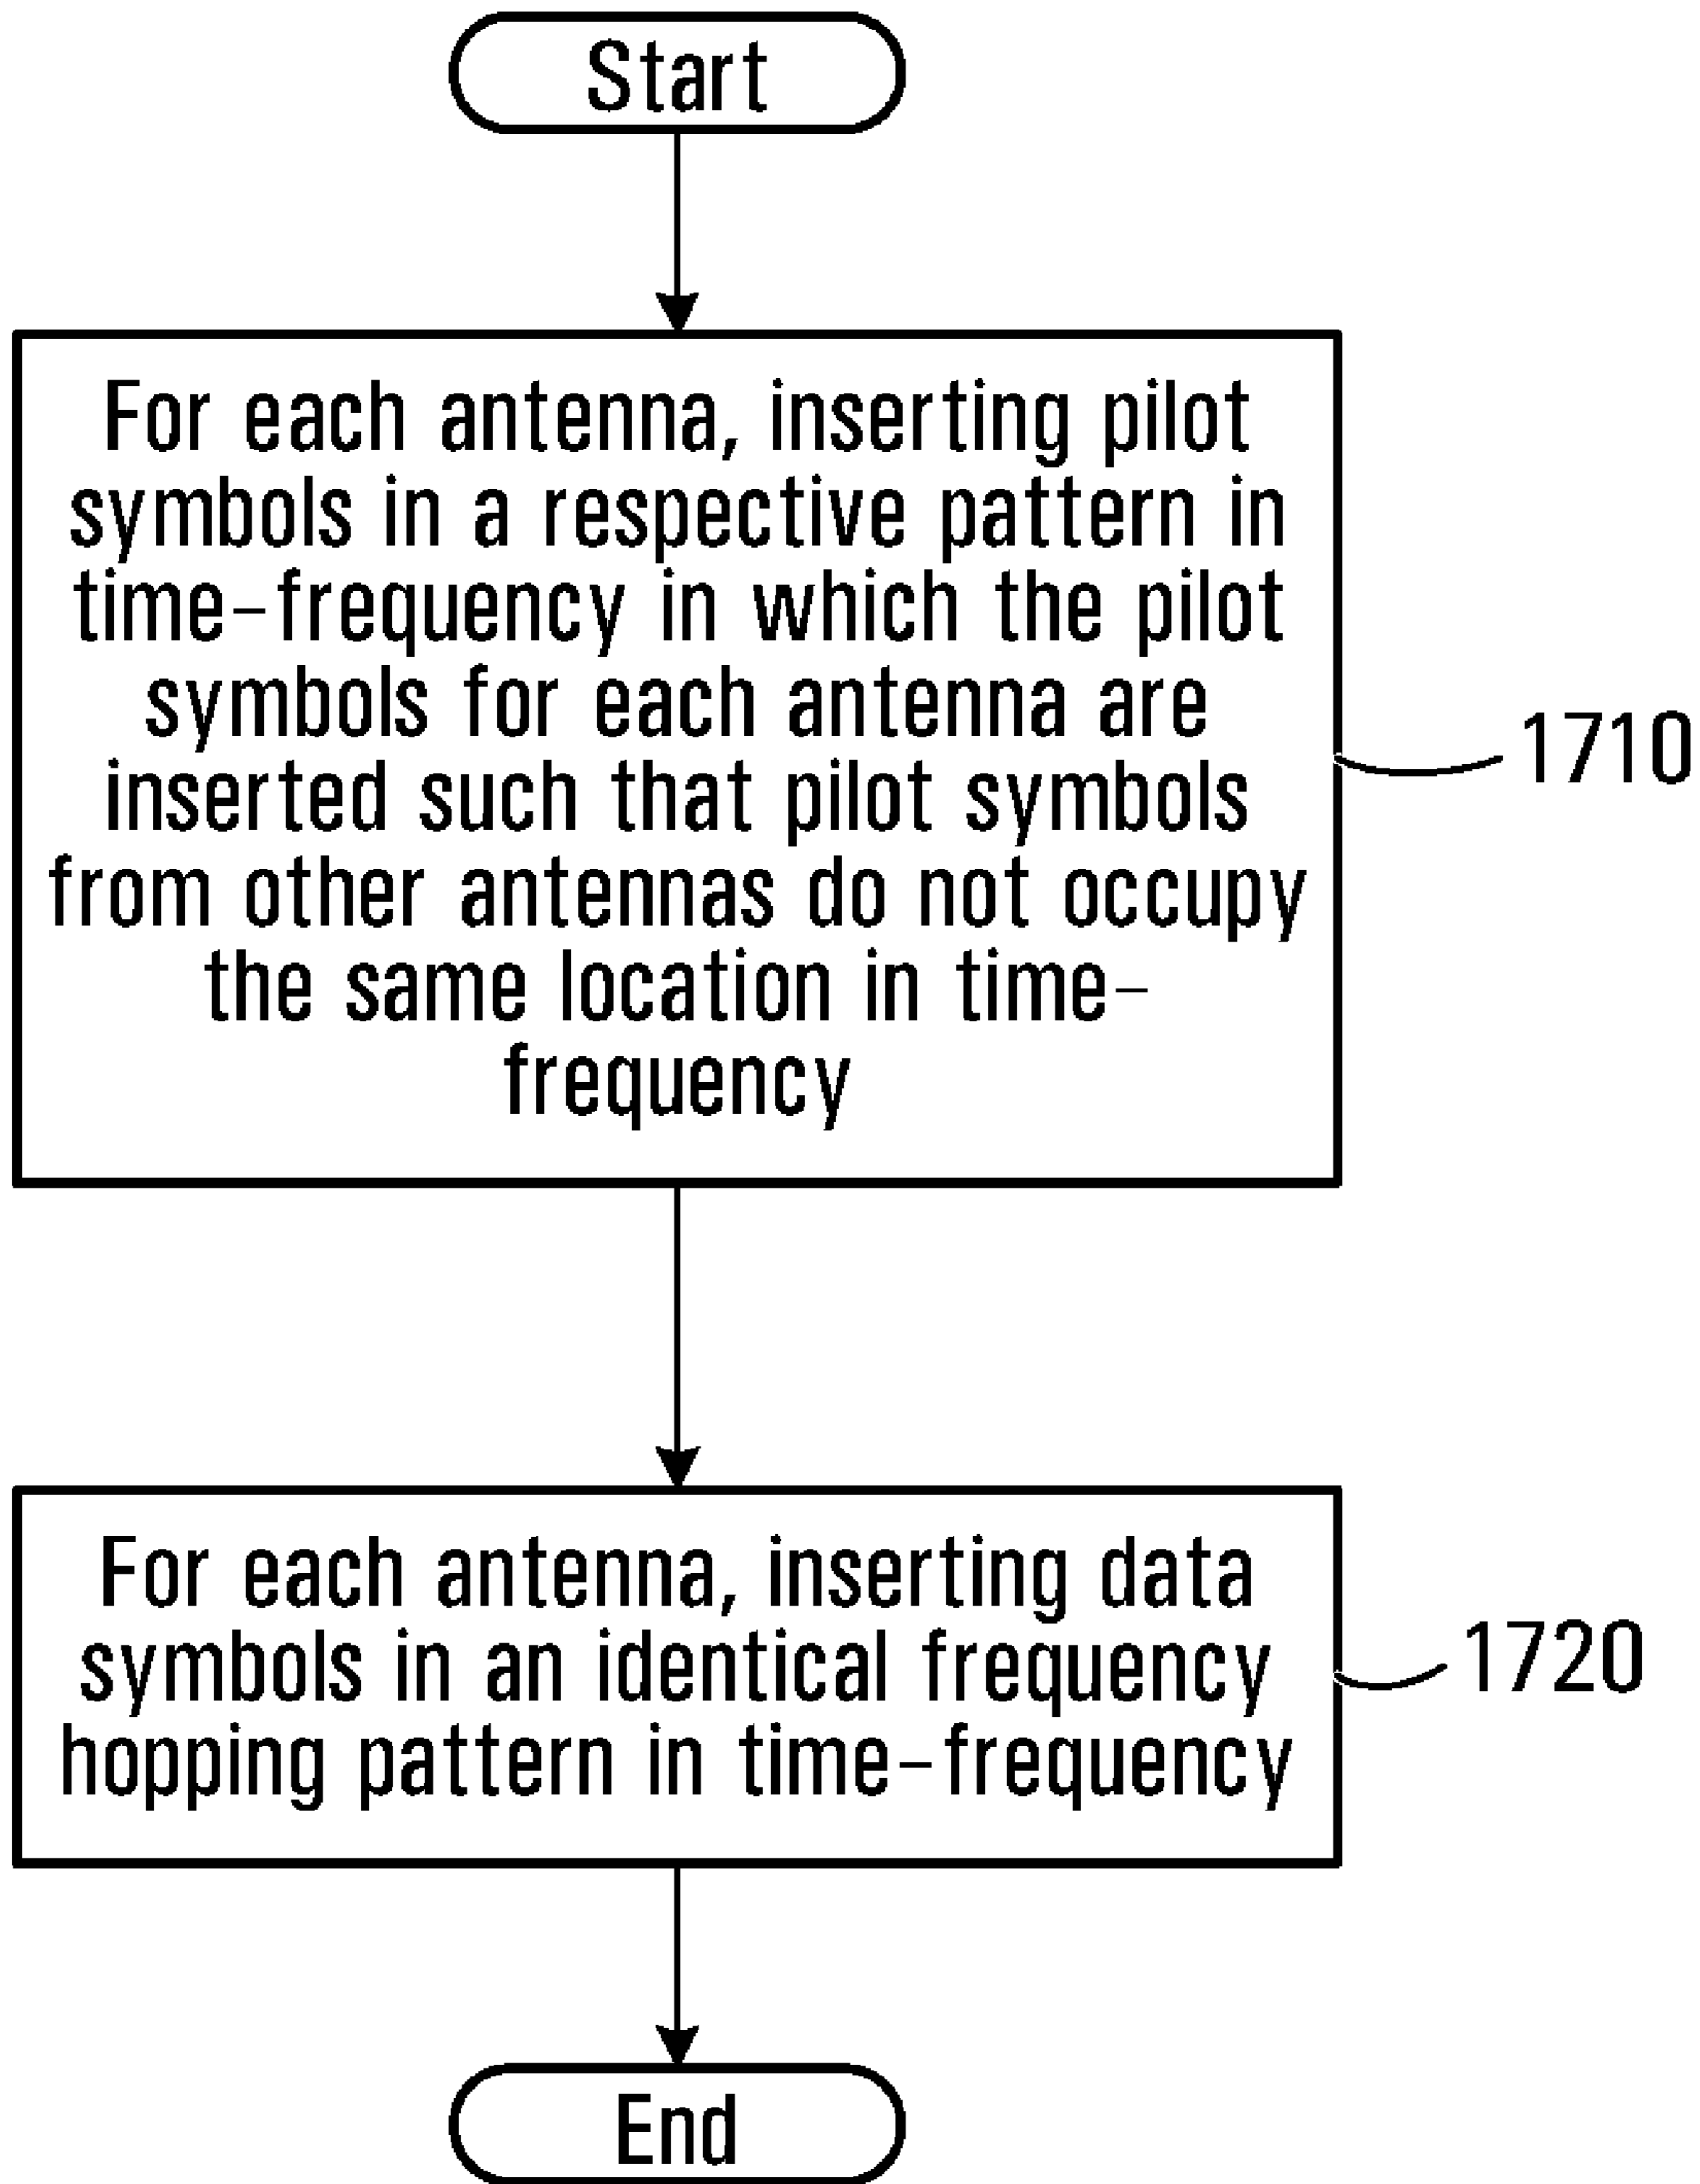 Start
For each antenna, inserting pilot
symbols in a respective pattern in
time-frequency in which the pilot
symbols for each antenna are
inserted such that pilot symbols
from other antennas do not occupy
the same location in time-
frequency
1710
For each antenna, inserting data
symbols in an identical frequency
hopping pattern in time-frequency
1720
End